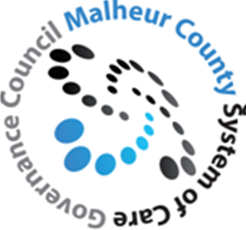 Malheur County
System of Care
Governance Council